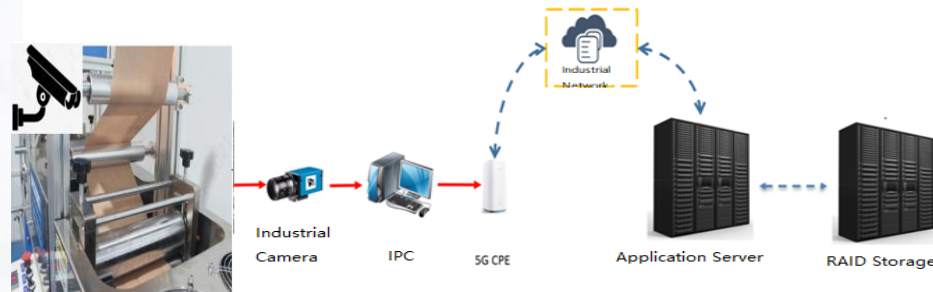 Industrial
Network
Industrial
Camera
IPC
5G CPE
Application Server
RAID Storage